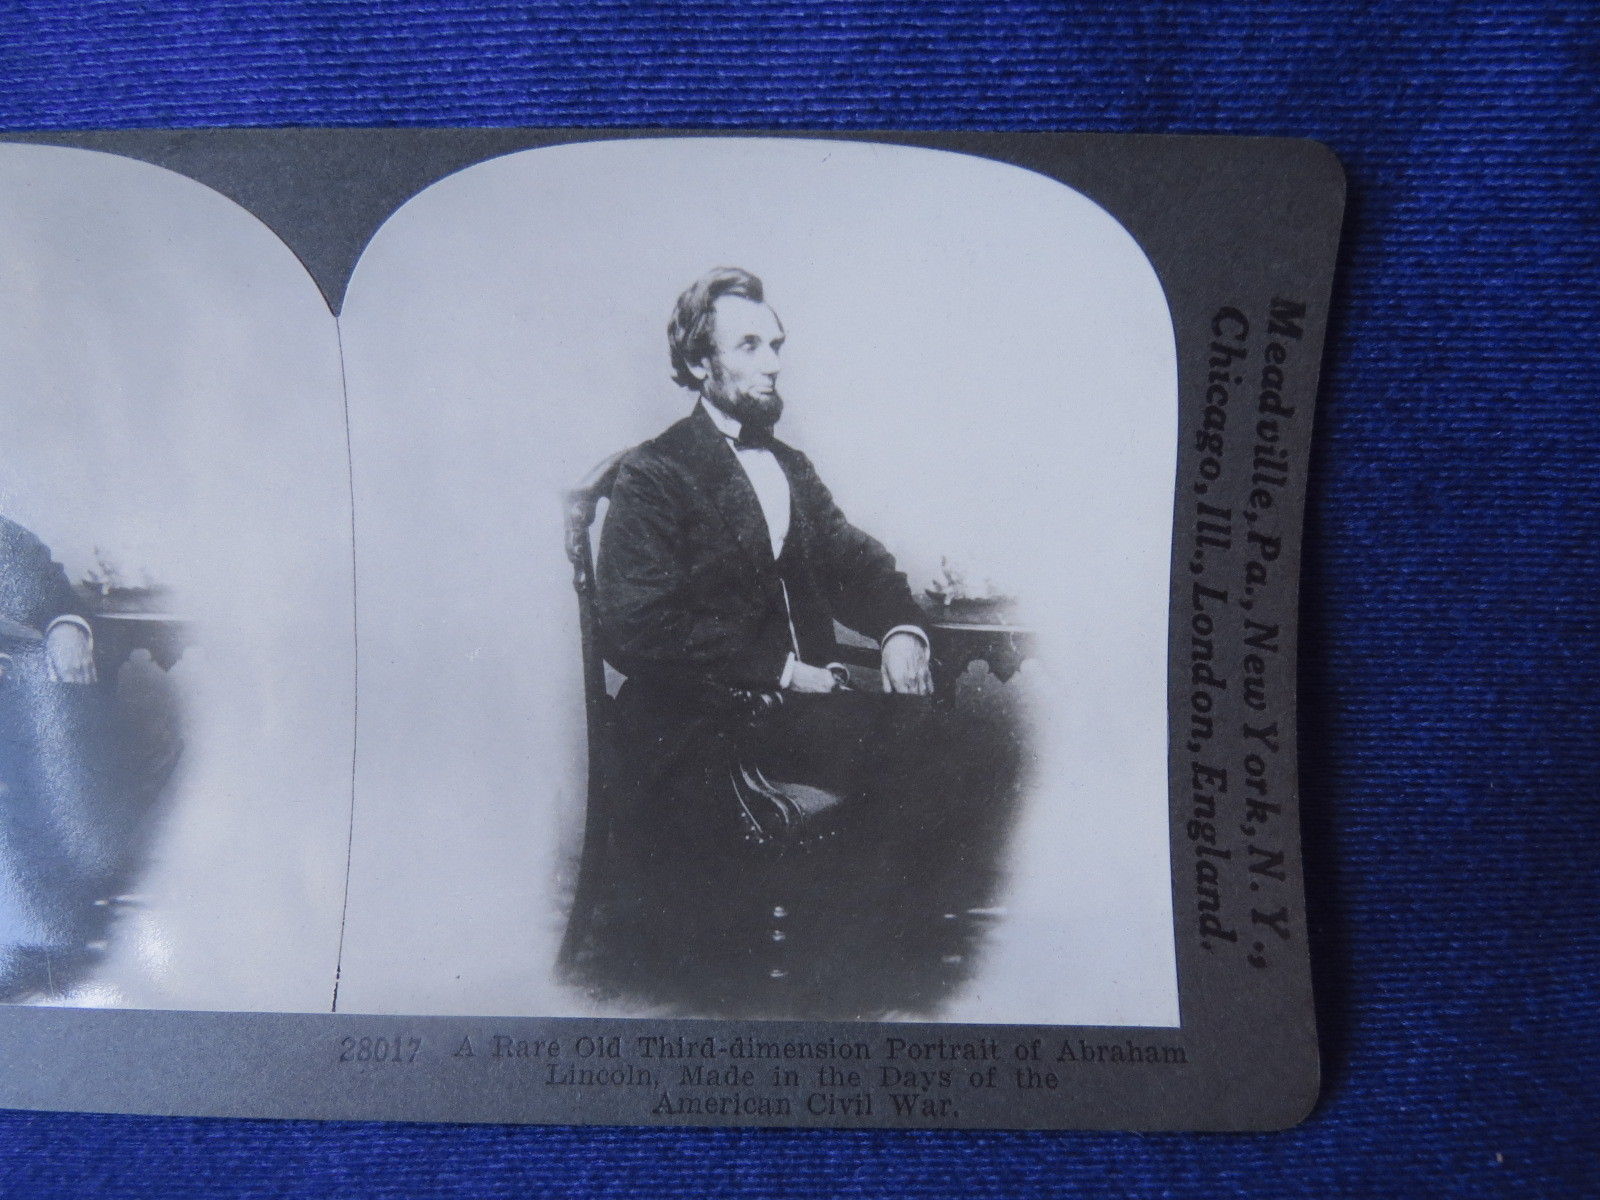 Meadville, Pa., New York, N. Y.,
Chicago, Ill., London, England.
28017 A Rare Old Third-dimension Portrait of Abraham
Lincoln, Made in the Days of the
American Civil War.